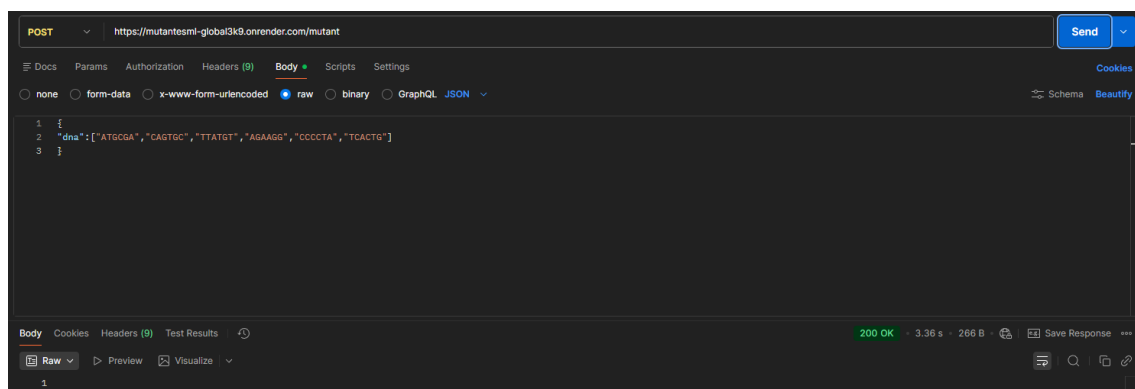 POST https://mutantesml-global3k9.onrender.com/mutant Send
Docs Params Authorization Headers (9) Body Scripts Settings Cookies
none form-data x-www-form-urlencoded raw binary GraphQL JSON Schema Beautify
1 {
2 "dna":["ATGCGA","CAGTGC","TTATGT","AGAAGG","CCCCTA","TCACTG"]
3 }
Body Cookies Headers (9) Test Results 200 OK • 3.36 s • 266 B Save Response
Raw Preview Visualize
1